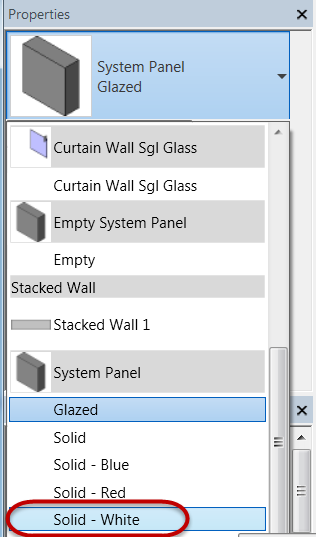 Properties
System Panel
Glazed
Curtain Wall Sgl Glass
Curtain Wall Sgl Glass
Empty System Panel
Empty
Stacked Wall
Stacked Wall 1
System Panel
Glazed
Solid
Solid - Blue
Solid - Red
Solid - White